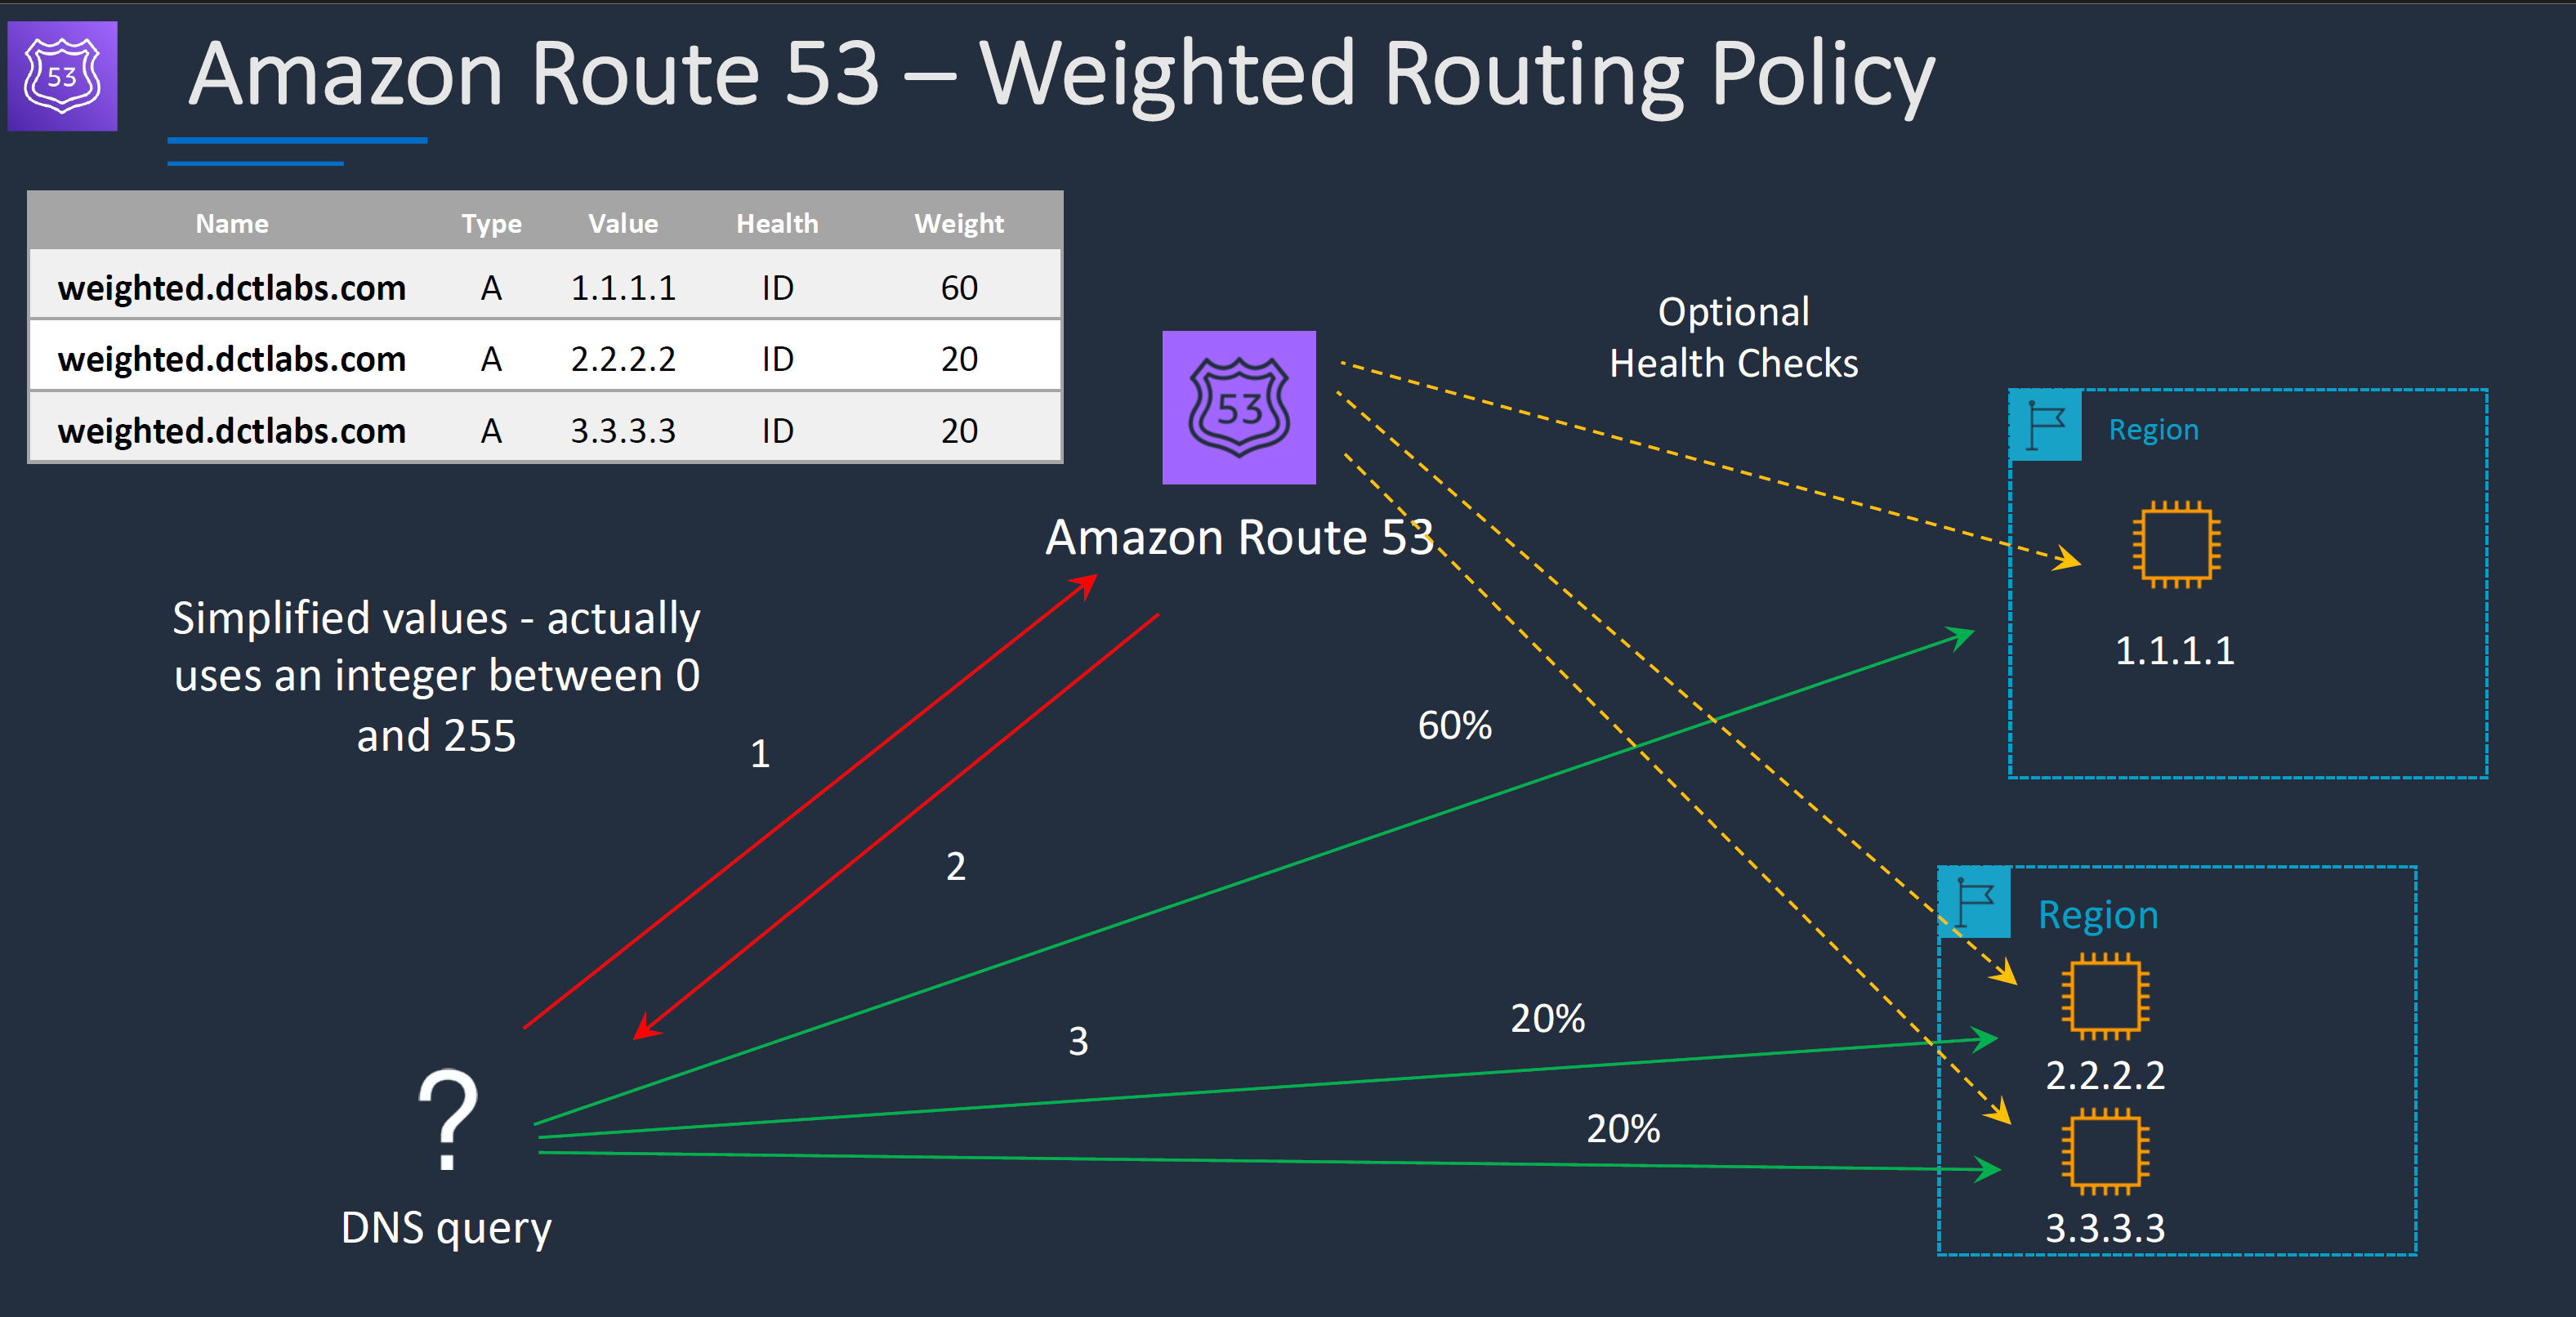 53
Amazon Route 53 – Weighted Routing Policy
Name Type Value Health Weight
weighted.dctlabs.com A 1.1.1.1 ID 60
weighted.dctlabs.com A 2.2.2.2 ID 20
weighted.dctlabs.com A 3.3.3.3 ID 20
Optional
Health Checks
53
Amazon Route 53
Region
1.1.1.1
Simplified values - actually
uses an integer between 0
and 255
1
2
3
60%
20%
20%
Region
2.2.2.2
3.3.3.3
?
DNS query